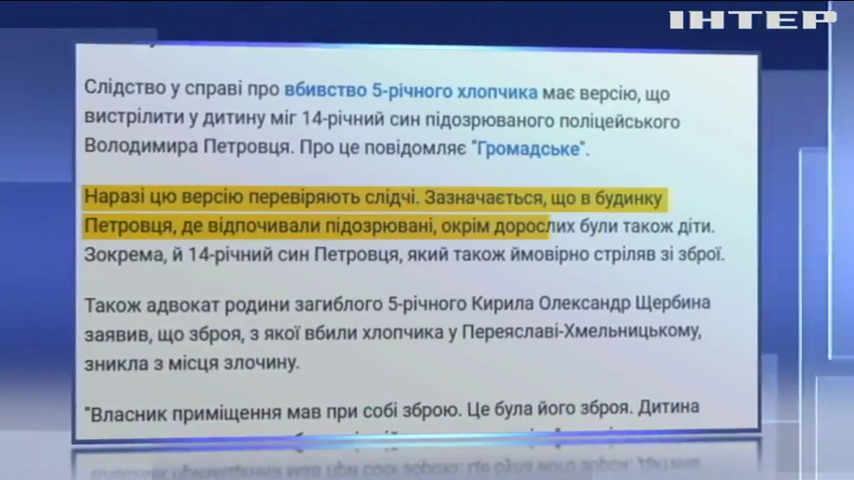 ІНТЕР
Слідство у справі про вбивство 5-річного хлопчика має версію, що
вистрілити у дитину міг 14-річний син підозрюваного поліцейського
Володимира Петровця. Про це повідомляє "Громадське".
Наразі цю версію перевіряють слідчі. Зазначається, що в будинку
Петровця, де відпочивали підозрювані, окрім дорослих були також діти.
Зокрема, й 14-річний син Петровця, який також ймовірно стріляв зі зброї.
Також адвокат родини загиблого 5-річного Кирила Олександр Щербина
заявив, що зброя, з якої вбили хлопчика у Переяславі-Хмельницькому,
зникла з місця злочину.
"Власник приміщення мав при собі зброю. Це була його зброя. Дитина